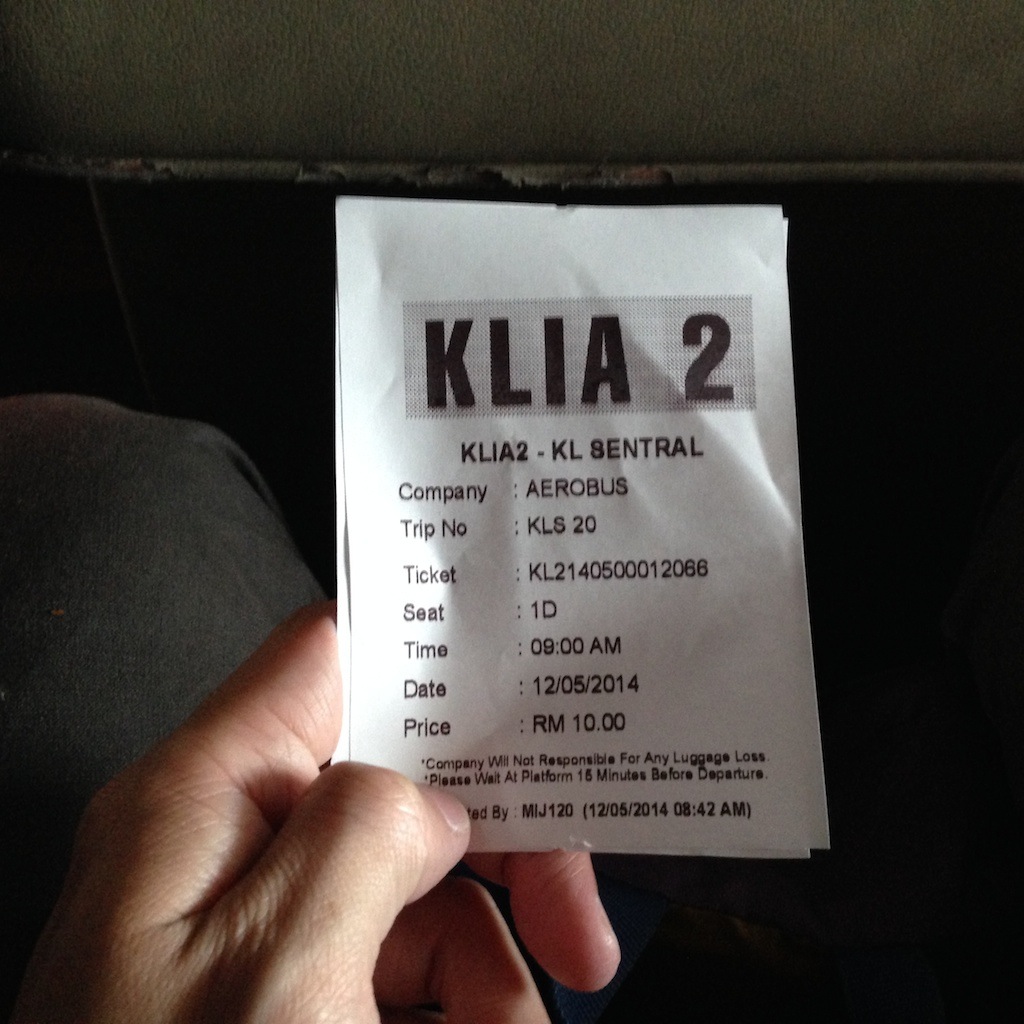 KLIA 2
KLIA2 - KL SENTRAL
Company : AEROBUS
Trip No : KLS 20
Ticket : KL2140500012066
Seat : 1D
Time : 09:00 AM
Date : 12/05/2014
Price : RM 10.00
*Company Will Not Responsible For Any Luggage Loss.
*Please Wait At Platform 15 Minutes Before Departure.
By : MIJ120 (12/05/2014 08:42 AM)